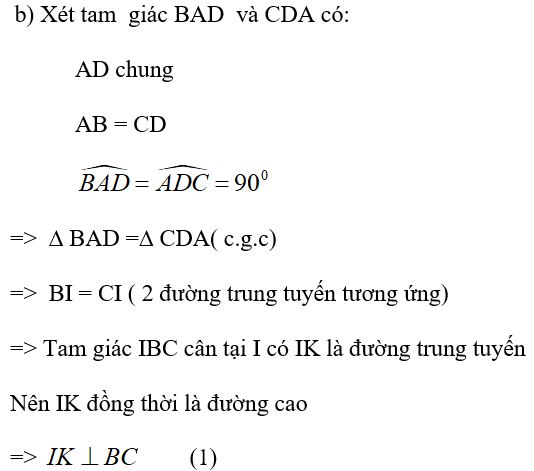 b) Xét tam giác BAD và CDA có:
AD chung
AB = CD
$\widehat{BAD} = \widehat{ADC} = 90^0$
=> Δ BAD =Δ CDA( c.g.c)
=> BI = CI ( 2 đường trung tuyến tương ứng)
=> Tam giác IBC cân tại I có IK là đường trung tuyến
Nên IK đồng thời là đường cao
=> IK ⊥ BC (1)